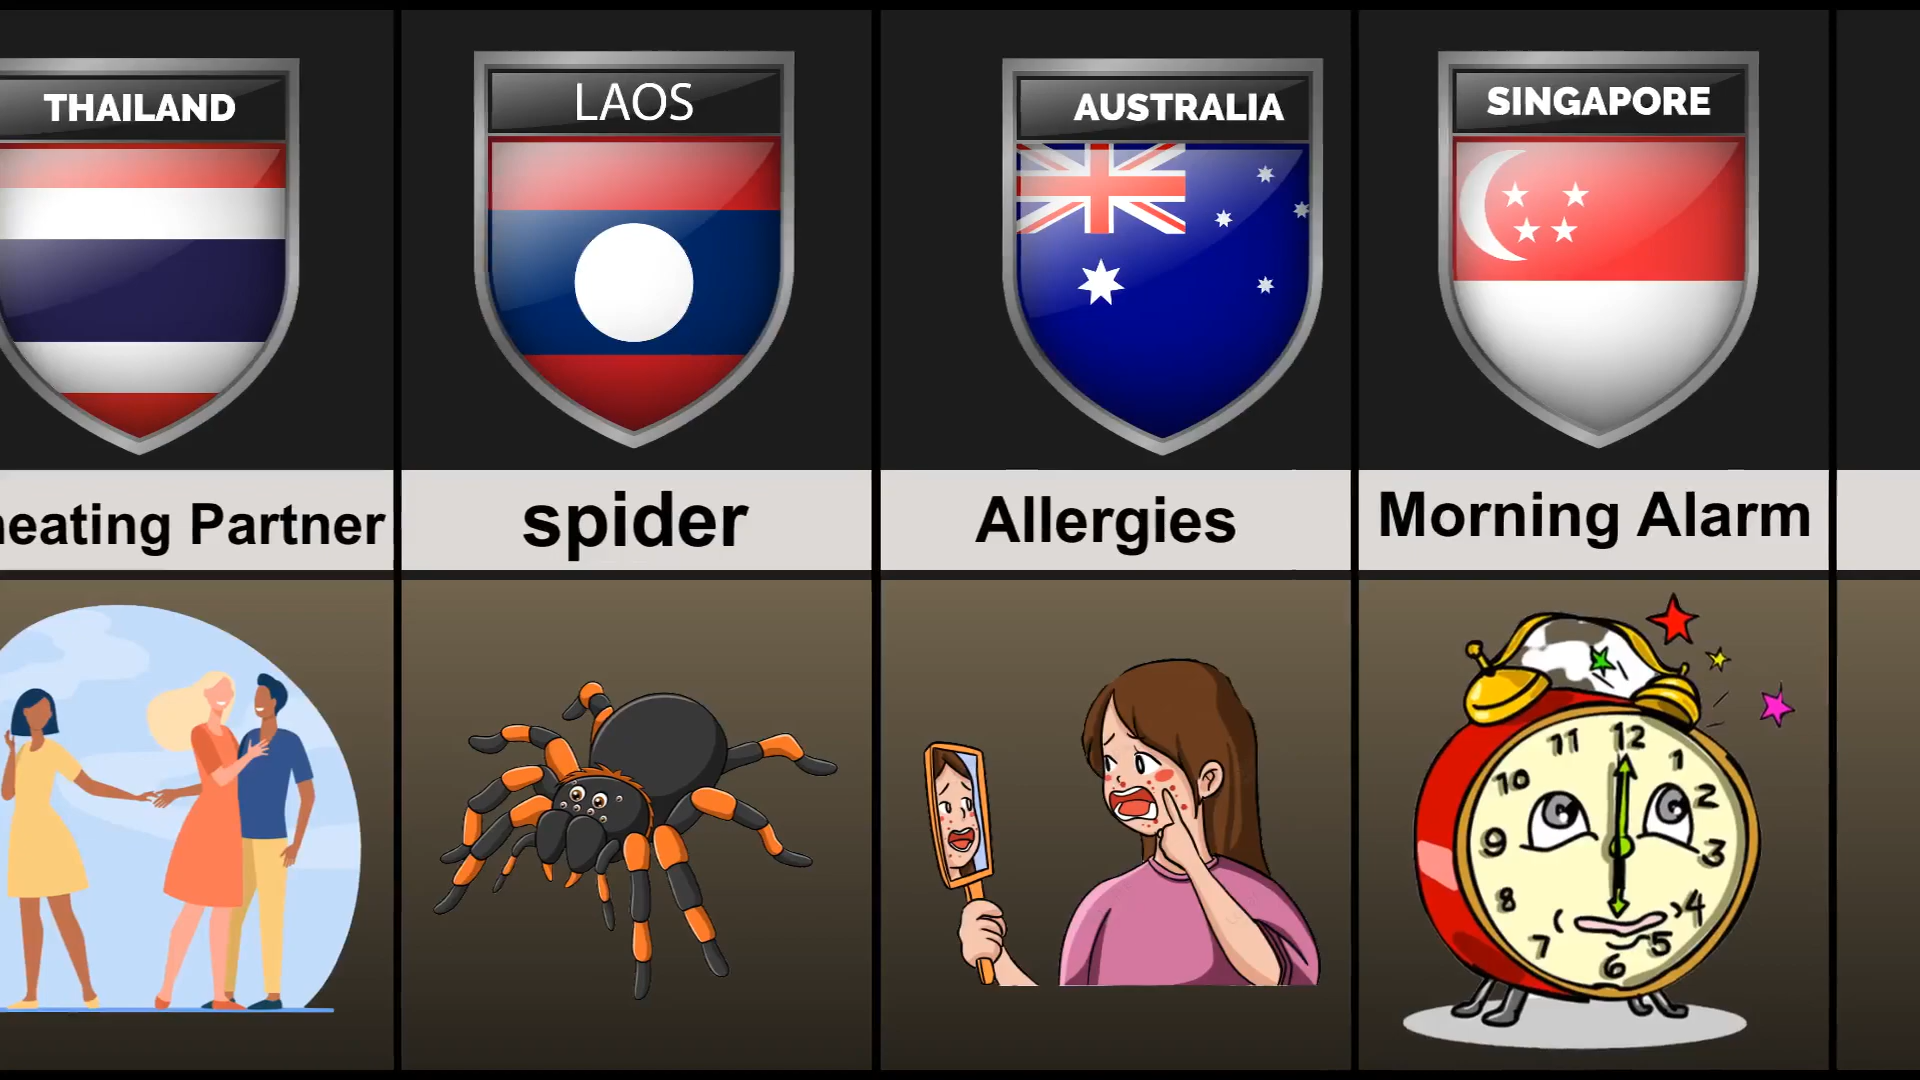 THAILAND
LAOS
AUSTRALIA
SINGAPORE
heating Partner
spider
Allergies
Morning Alarm
12
11
1
10
2
9
3
8
4
7
5
6